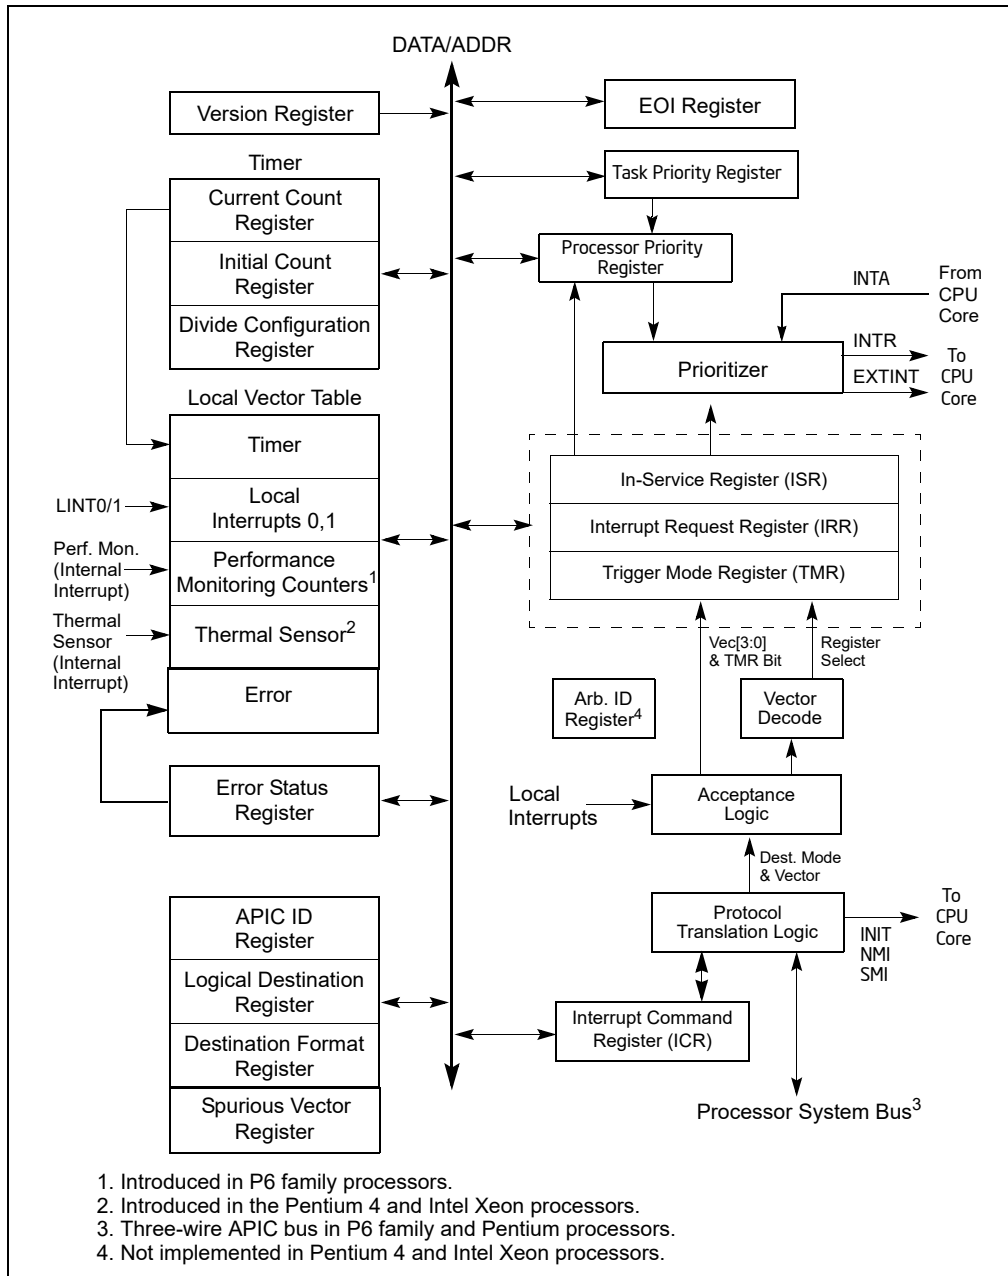 DATA/ADDR
Version Register
EOI Register
Timer
Task Priority Register
Current Count
Register
Initial Count
Register
Divide Configuration
Register
Processor Priority
Register
INTA
From
CPU
Core
Prioritizer
INTR
EXTINT
To
CPU
Core
Local Vector Table
Timer
LINT0/1
Local
Interrupts 0,1
Perf. Mon.
(Internal
Interrupt)
Performance
Monitoring Counters1
Thermal
Sensor
(Internal
Interrupt)
Thermal Sensor2
Error
In-Service Register (ISR)
Interrupt Request Register (IRR)
Trigger Mode Register (TMR)
Vec[3:0]
& TMR Bit
Register
Select
Arb. ID
Register4
Vector
Decode
Error Status
Register
Local
Interrupts
Acceptance
Logic
Dest. Mode
& Vector
APIC ID
Register
Logical Destination
Register
Destination Format
Register
Spurious Vector
Register
Protocol
Translation Logic
INIT
NMI
SMI
To
CPU
Core
Interrupt Command
Register (ICR)
Processor System Bus3
1. Introduced in P6 family processors.
2. Introduced in the Pentium 4 and Intel Xeon processors.
3. Three-wire APIC bus in P6 family and Pentium processors.
4. Not implemented in Pentium 4 and Intel Xeon processors.